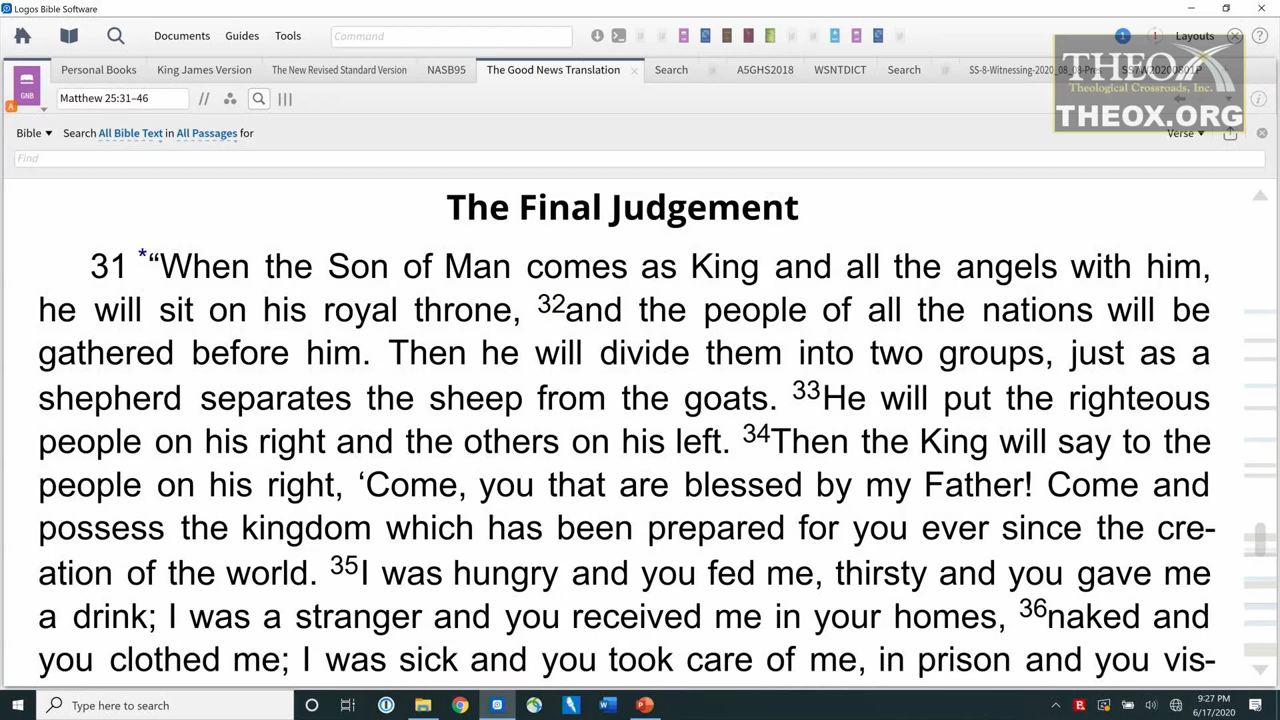 Logos Bible Software
Documents Guides Tools Command 1 Layouts
Personal Books King James Version The New Revised Stan The Good News Translation Search A5GHS2018 WSNTDICT Search
GNB Matthew 25:31–46
A
THEOX
Theological Crossroads, Inc.
THEOX.ORG
Bible Search All Bible Text in All Passages for Verse
Find
The Final Judgement
31 *“When the Son of Man comes as King and all the angels with him,
he will sit on his royal throne, 32and the people of all the nations will be
gathered before him. Then he will divide them into two groups, just as a
shepherd separates the sheep from the goats. 33He will put the righteous
people on his right and the others on his left. 34Then the King will say to the
people on his right, ‘Come, you that are blessed by my Father! Come and
possess the kingdom which has been prepared for you ever since the cre-
ation of the world. 35I was hungry and you fed me, thirsty and you gave me
a drink; I was a stranger and you received me in your homes, 36naked and
you clothed me; I was sick and you took care of me, in prison and you vis-
Type here to search
9:27 PM
6/17/2020